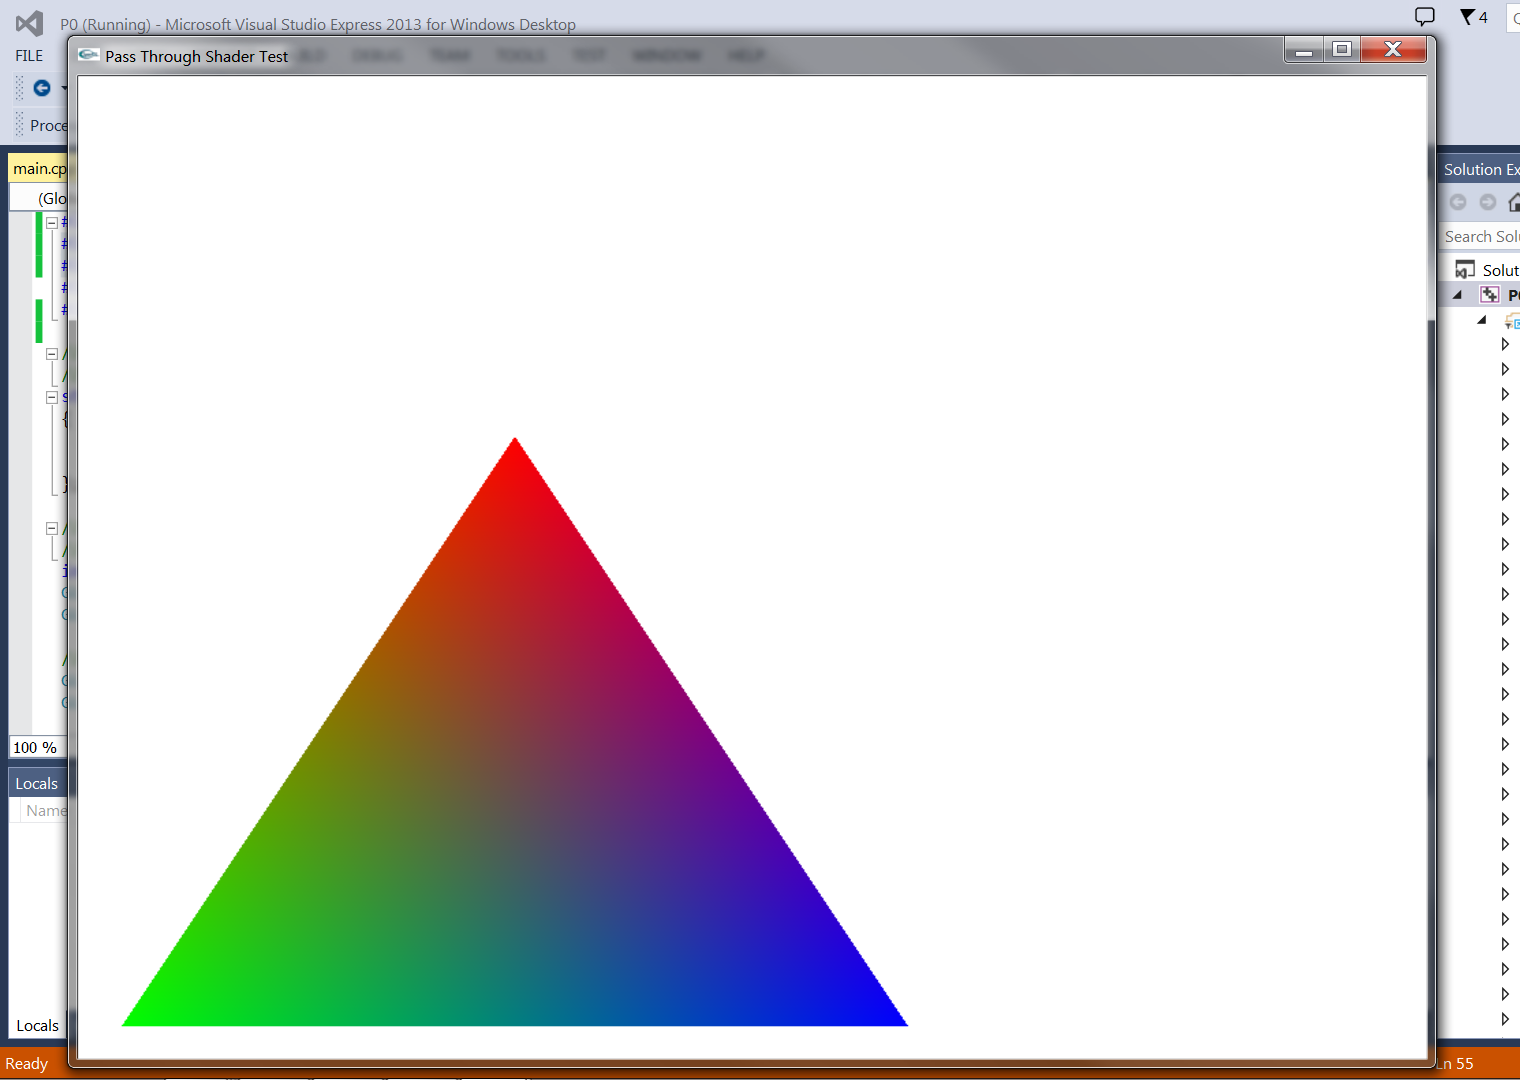 P0 (Running) - Microsoft Visual Studio Express 2013 for Windows Desktop
4
FILE
Pass Through Shader Test
Proce
main.cp
Solution Ex
(Glo
#
#
Search Solu
#
Solut
#
P0
#
/
/
s
{
}
/
/
i
G
G
/
G
G
100 %
Locals
Name
Locals
Ready
Ln 55